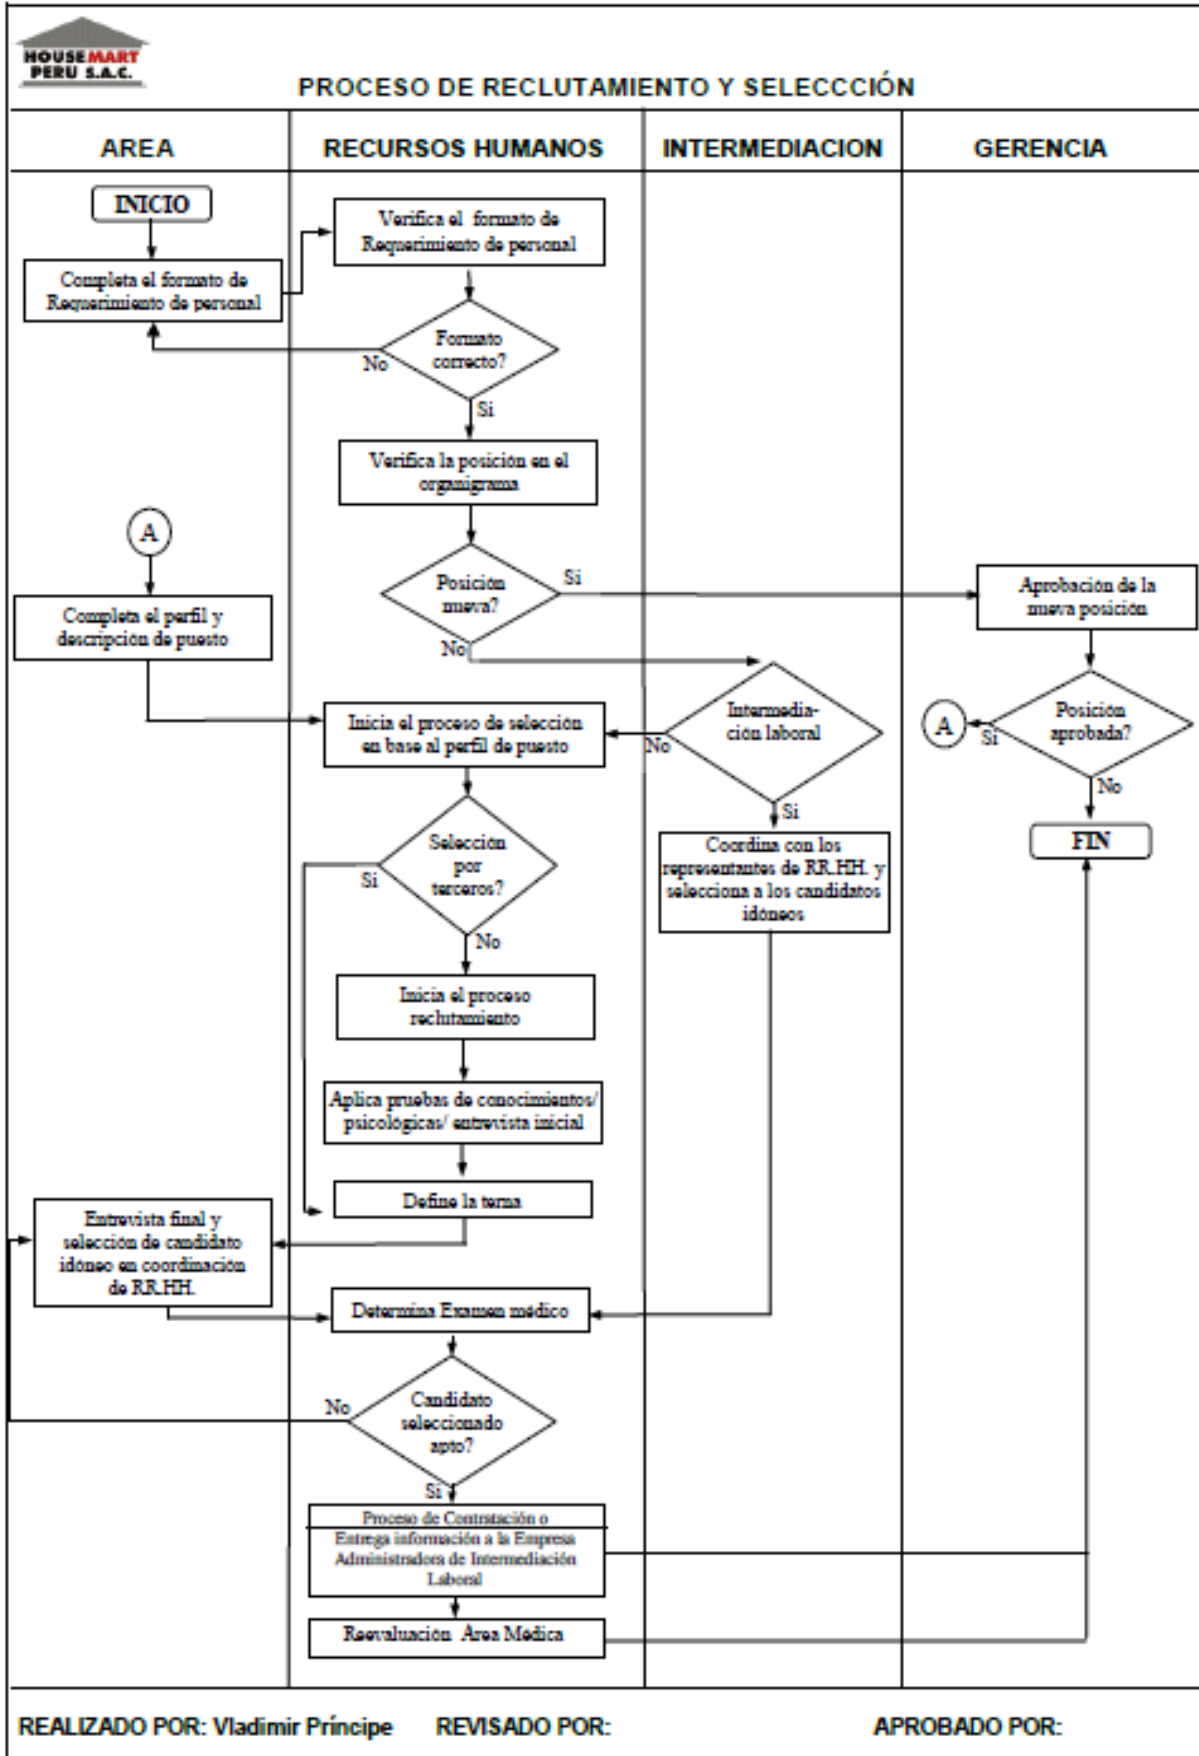 HOUSEMART
PERU S.A.C.
PROCESO DE RECLUTAMIENTO Y SELECCCIÓN
AREA
RECURSOS HUMANOS
INTERMEDIACION
GERENCIA
INICIO
Verifica el formato de
Requerimiento de personal
Completa el formato de
Requerimiento de personal
Formato
correcto?
No
Si
Verifica la posición en el
organigrama
A
Posición
nueva?
Si
No
Aprobación de la
nueva posición
Completa el perfil y
descripción de puesto
Inicia el proceso de selección
en base al perfil de puesto
Intermedia-
ción laboral
No
Si
A
Posición
aprobada?
Si
No
FIN
Selección
por
terceros?
Si
No
Coordina con los
representantes de RR.HH. y
selecciona a los candidatos
idóneos
Inicia el proceso
reclutamiento
Aplica pruebas de conocimientos/
psicológicas/ entrevista inicial
Define la terna
Entrevista final y
selección de candidato
idóneo en coordinación
de RR.HH.
Determina Examen médico
Candidato
seleccionado
apto?
No
Si
Proceso de Contratación o
Entrega información a la Empresa
Administradora de Intermediación
Laboral
Reevaluación Área Médica
REALIZADO POR: Vladimir Príncipe
REVISADO POR:
APROBADO POR: